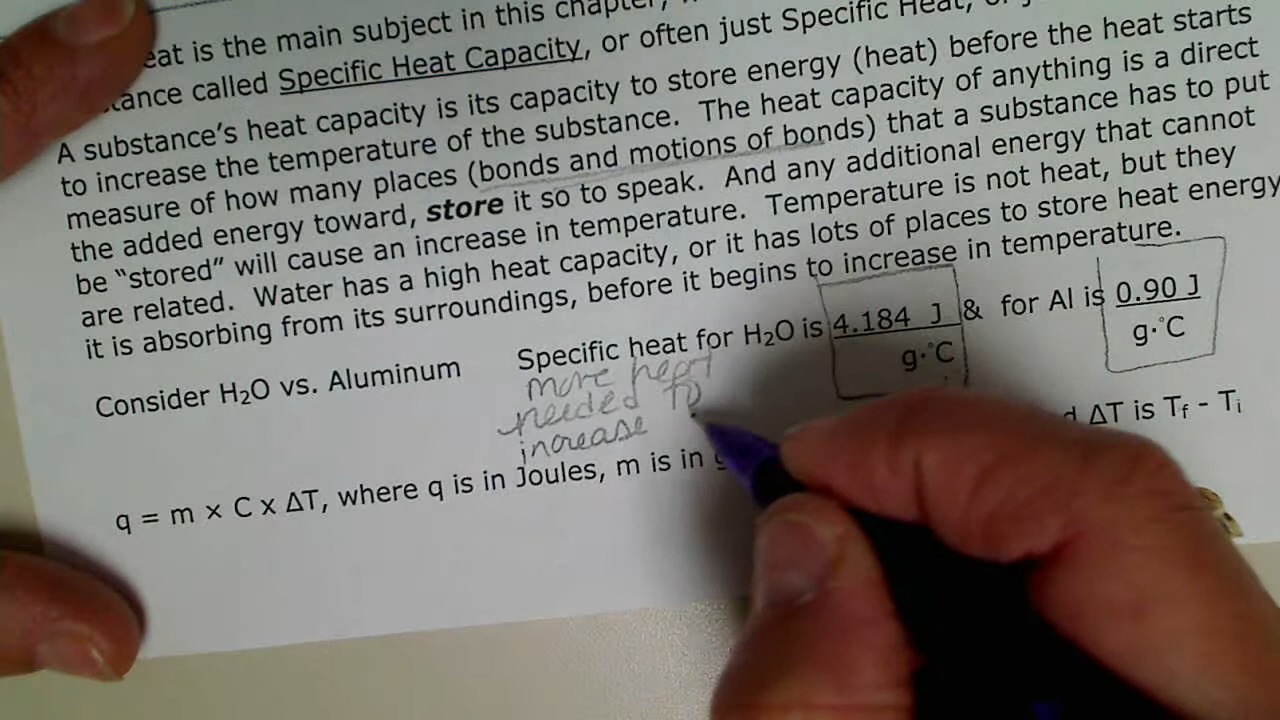 eat is the main subject in this chapter,
tance called Specific Heat Capacity, or often just Specific Heat,
A substance's heat capacity is its capacity to store energy (heat) before the heat starts
to increase the temperature of the substance. The heat capacity of anything is a direct
measure of how many places (bonds and motions of bonds) that a substance has to put
the added energy toward, store it so to speak. And any additional energy that cannot
be "stored" will cause an increase in temperature. Temperature is not heat, but they
are related. Water has a high heat capacity, or it has lots of places to store heat energy
it is absorbing from its surroundings, before it begins to increase in temperature.
Consider H₂O vs. Aluminum Specific heat for H₂O is 4.184 J & for Al is 0.90 J
g·°C g·°C
more heat
needed to
increase
q = m x C x ΔT, where q is in Joules, m is in ΔT is Tf - Ti